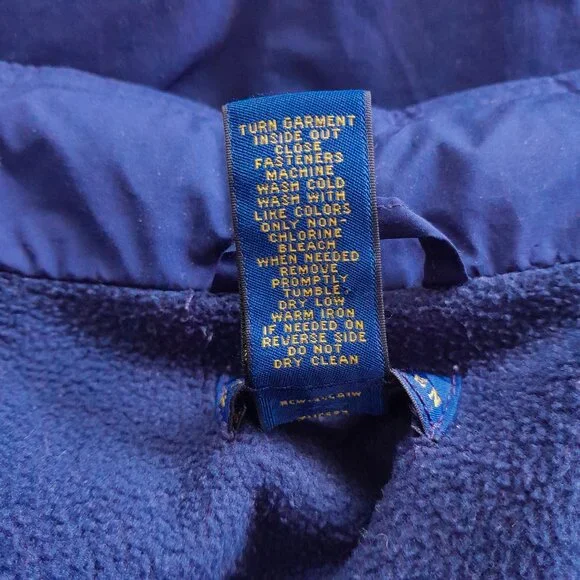 TURN GARMENT
INSIDE OUT
CLOSE
FASTENERS
MACHINE
WASH COLD
WASH WITH
LIKE COLORS
ONLY NON-
CHLORINE
BLEACH
WHEN NEEDED
REMOVE
PROMPTLY
TUMBLE
DRY LOW
WARM IRON
IF NEEDED ON
REVERSE SIDE
DO NOT
DRY CLEAN